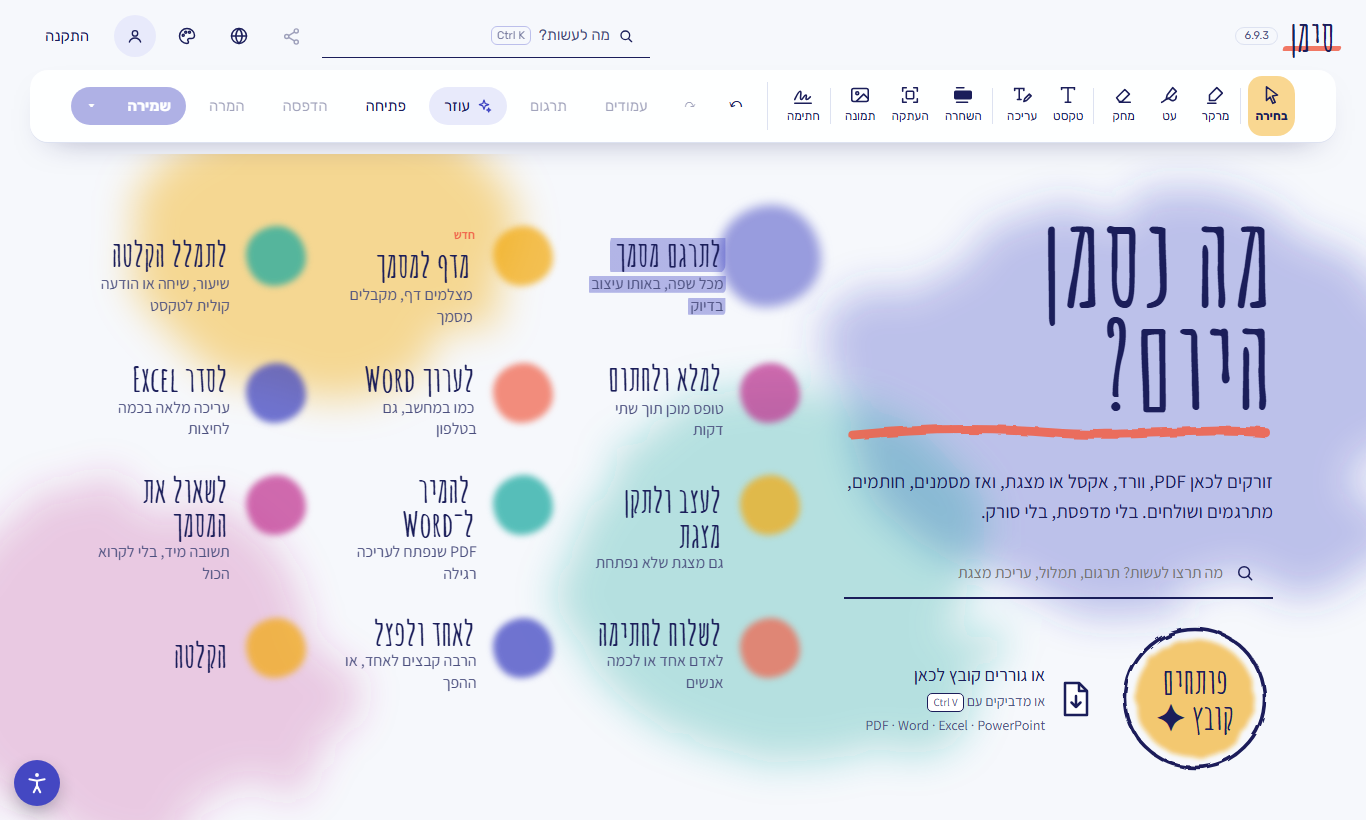 סימן
6.9.3
מה לעשות?
Ctrl K
התקנה
בחירה
מרקר
עט
מחק
טקסט
עריכה
השחרה
העתקה
תמונה
חתימה
עמודים
תרגום
עוזר
פתיחה
הדפסה
המרה
שמירה
מה נסמן
היום?
זורקים לכאן PDF, וורד, אקסל או מצגת, ואז מסמנים, חותמים,
מתרגמים ושולחים. בלי מדפסת, בלי סורק.
מה תרצו לעשות? תרגום, תמלול, עריכת מצגת
פותחים
קובץ
או גוררים קובץ לכאן
או מדביקים עם Ctrl V
PDF · Word · Excel · PowerPoint
לתרגם מסמך
מכל שפה, באותו עיצוב
בדיוק
חדש
מדף למסמך
מצלמים דף, מקבלים
מסמך
לתמלל הקלטה
שיעור, שיחה או הודעה
קולית לטקסט
למלא ולחתום
טופס מוכן תוך שתי
דקות
לערוך Word
כמו במחשב, גם
בטלפון
לסדר Excel
עריכה מלאה בכמה
לחיצות
לעצב ולתקן
מצגת
גם מצגת שלא נפתחת
להמיר
ל־Word
PDF שנפתח לעריכה
רגילה
לשאול את
המסמך
תשובה מיד, בלי לקרוא
הכול
לשלוח לחתימה
לאדם אחד או לכמה
אנשים
לאחד ולפצל
הרבה קבצים לאחד, או
ההפך
הקלטה